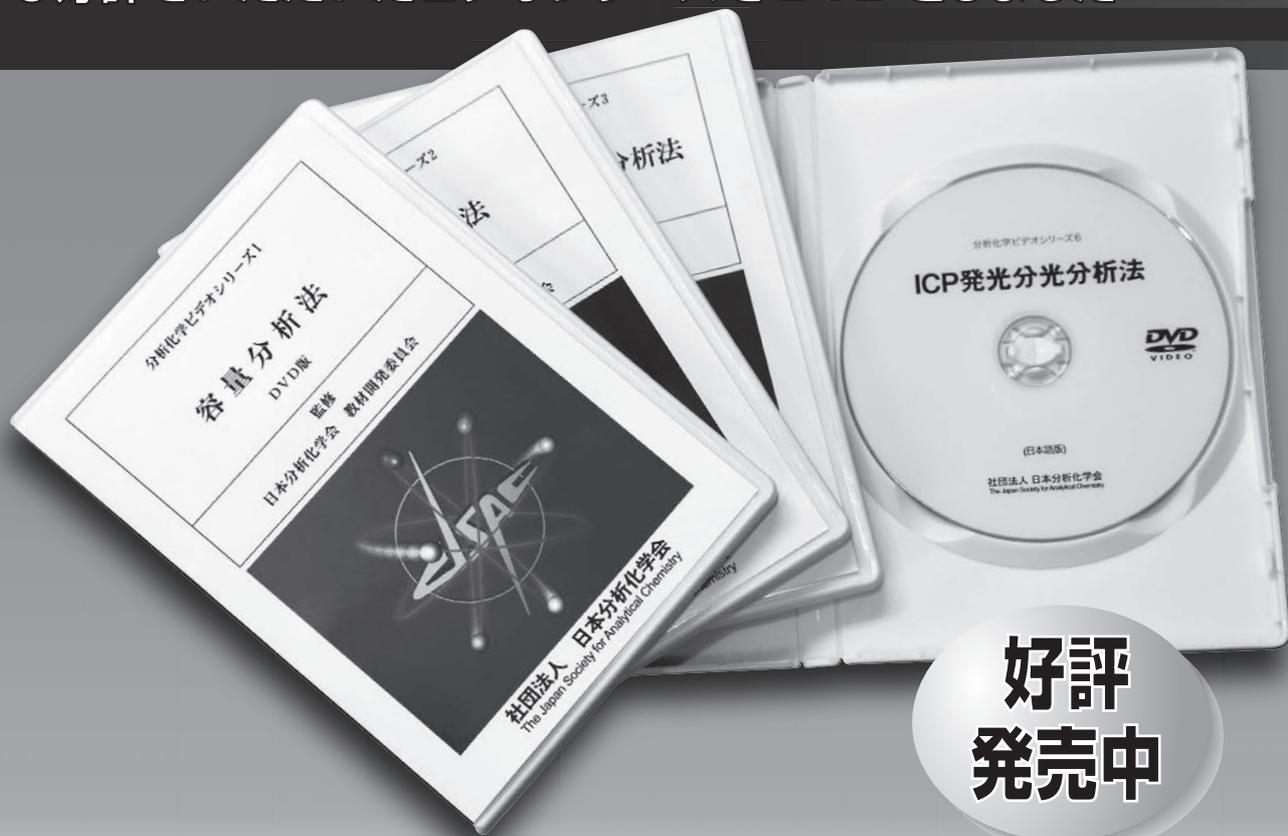 分析化学ビデオシリーズ1
容量分析法
DVD版
監修
日本分析化学会 教材開発委員会
JSAC
社団法人 日本分析化学会
The Japan Society for Analytical Chemistry
ーズ2
法
会
ーズ3
析法
emistry
分析化学ビデオシリーズ6
ICP発光分光分析法
DVD
VIDEO
(日本語版)
社団法人 日本分析化学会
The Japan Society for Analytical Chemistry
好評
発売中